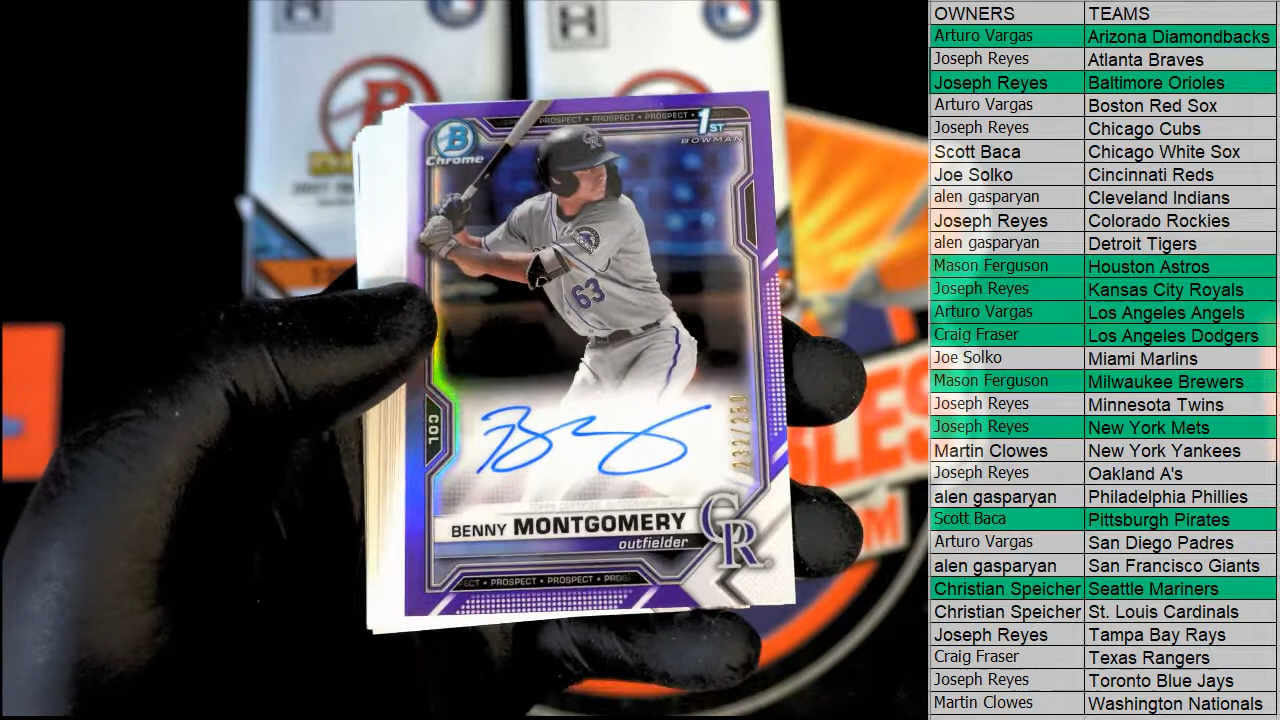 PROSPECT • PROSPECT • PROSPECT •
1ST
BOWMAN
B
Chrome
CR
63
COL
032/250
BENNY MONTGOMERY
outfielder
CR
PROSPECT • PROSPECT •
OWNERS TEAMS
Arturo Vargas Arizona Diamondbacks
Joseph Reyes Atlanta Braves
Joseph Reyes Baltimore Orioles
Arturo Vargas Boston Red Sox
Joseph Reyes Chicago Cubs
Scott Baca Chicago White Sox
Joe Solko Cincinnati Reds
alen gasparyan Cleveland Indians
Joseph Reyes Colorado Rockies
alen gasparyan Detroit Tigers
Mason Ferguson Houston Astros
Joseph Reyes Kansas City Royals
Arturo Vargas Los Angeles Angels
Craig Fraser Los Angeles Dodgers
Joe Solko Miami Marlins
Mason Ferguson Milwaukee Brewers
Joseph Reyes Minnesota Twins
Joseph Reyes New York Mets
Martin Clowes New York Yankees
Joseph Reyes Oakland A's
alen gasparyan Philadelphia Phillies
Scott Baca Pittsburgh Pirates
Arturo Vargas San Diego Padres
alen gasparyan San Francisco Giants
Christian Speicher Seattle Mariners
Christian Speicher St. Louis Cardinals
Joseph Reyes Tampa Bay Rays
Craig Fraser Texas Rangers
Joseph Reyes Toronto Blue Jays
Martin Clowes Washington Nationals